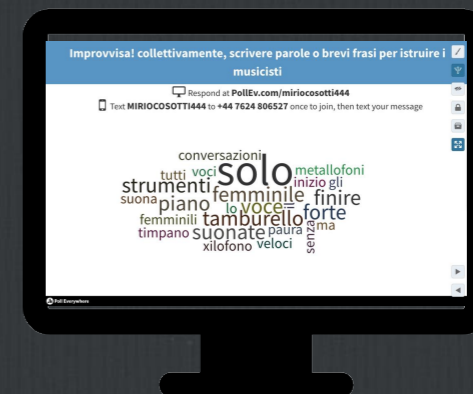 Improvvisa! collettivamente, scrivere parole o brevi frasi per istruire i
musicisti
Respond at PollEv.com/miriocosotti444
Text MIRIOCOSOTTI444 to +44 7624 806527 once to join, then text your message
conversazioni
solo
tutti voci metallofoni
strumenti inizio gli
femminile
suona piano lo voce= finire
femminili tamburello forte
timpano suonate paura senza ma
xilofono veloci
Poll Everywhere